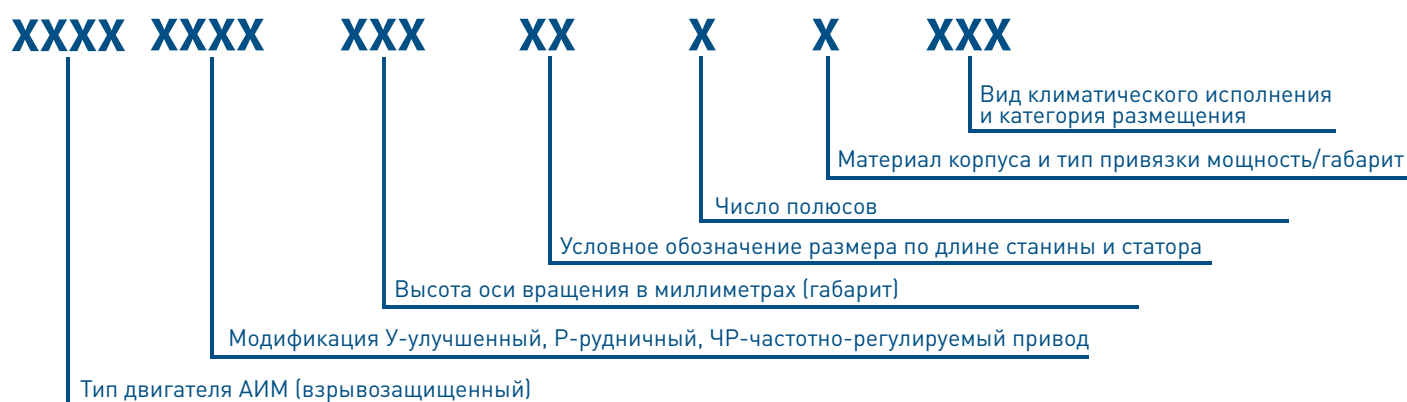 XXXX XXXX XXX XX X X XXX
Вид климатического исполнения
и категория размещения
Материал корпуса и тип привязки мощность/габарит
Число полюсов
Условное обозначение размера по длине станины и статора
Высота оси вращения в миллиметрах (габарит)
Модификация У-улучшенный, Р-рудничный, ЧР-частотно-регулируемый привод
Тип двигателя АИМ (взрывозащищенный)